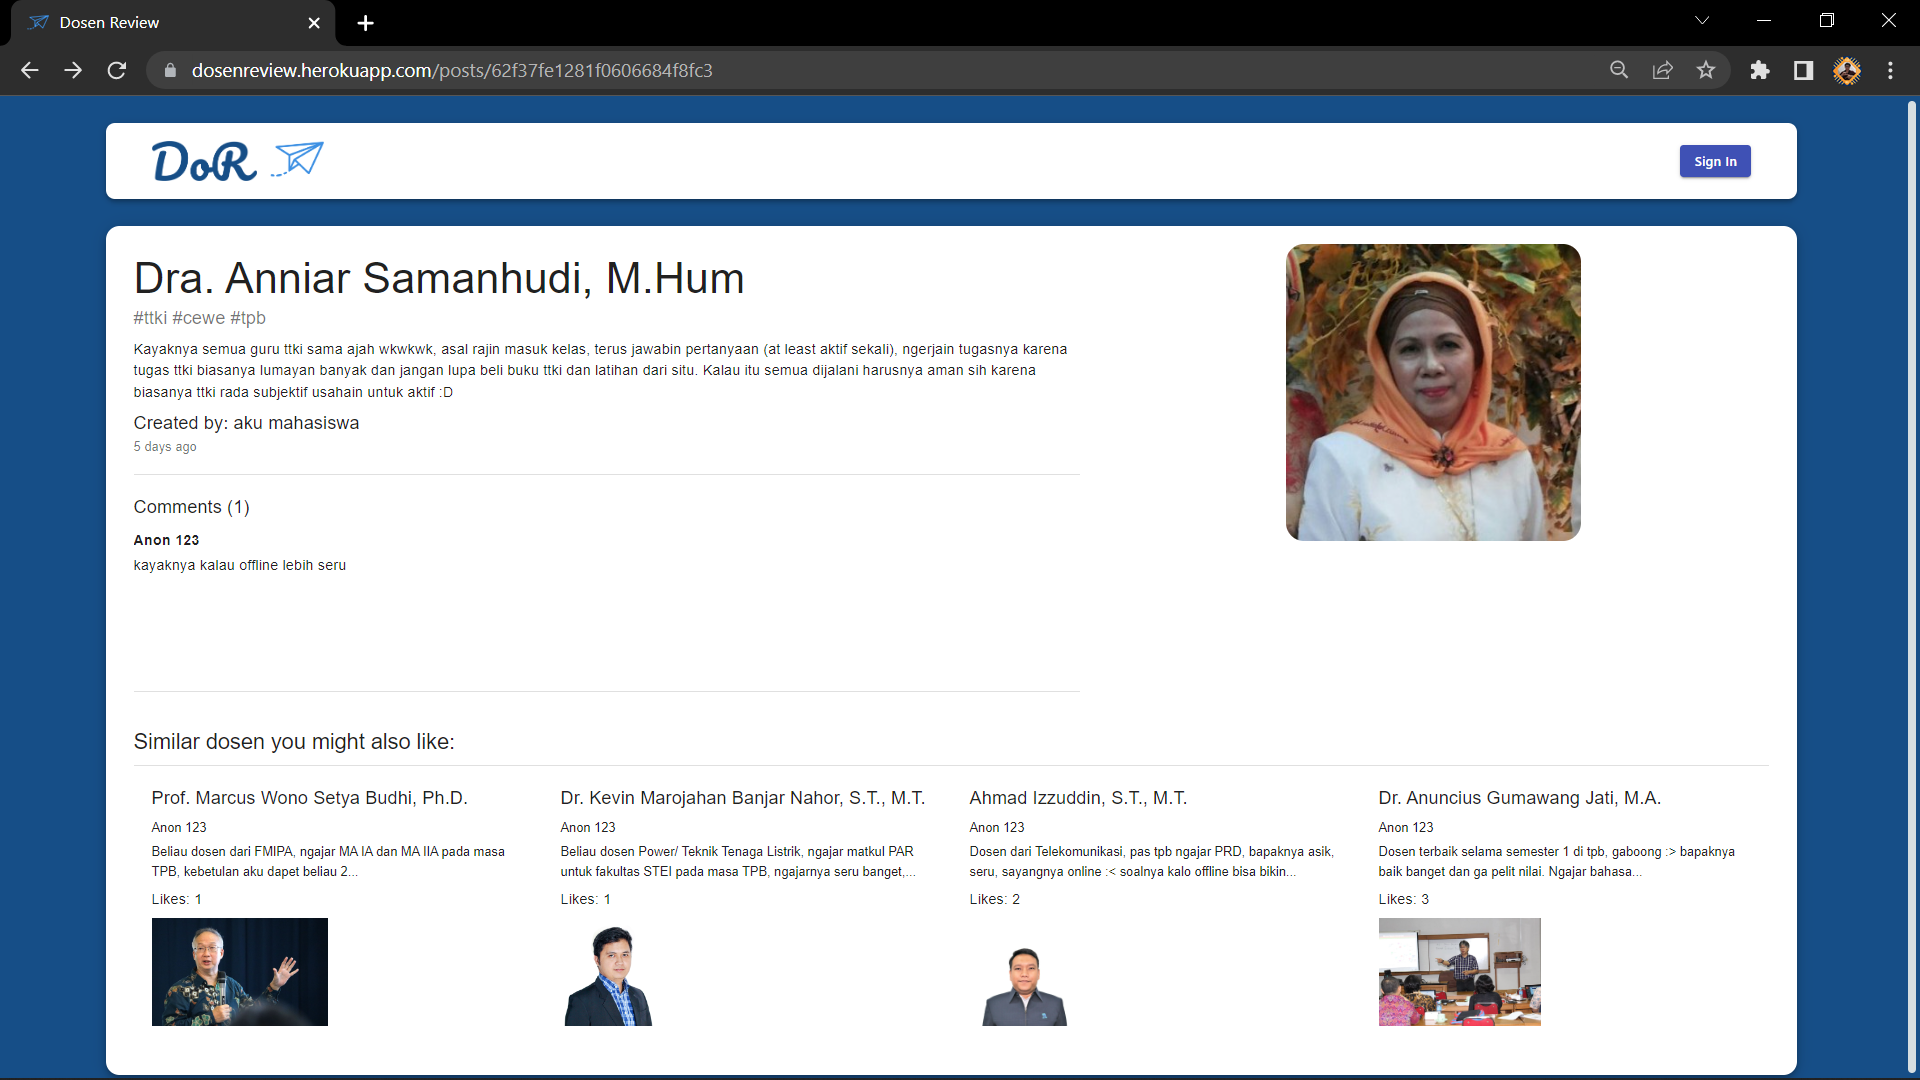 Dosen Review
dosenreview.herokuapp.com/posts/62f37fe1281f0606684f8fc3
DoR
Sign In
Dra. Anniar Samanhudi, M.Hum
#ttki #cewe #tpb
Kayaknya semua guru ttki sama ajah wkwkwk, asal rajin masuk kelas, terus jawabin pertanyaan (at least aktif sekali), ngerjain tugasnya karena
tugas ttki biasanya lumayan banyak dan jangan lupa beli buku ttki dan latihan dari situ. Kalau itu semua dijalani harusnya aman sih karena
biasanya ttki rada subjektif usahain untuk aktif :D
Created by: aku mahasiswa
5 days ago
Comments (1)
Anon 123
kayaknya kalau offline lebih seru
Similar dosen you might also like:
Prof. Marcus Wono Setya Budhi, Ph.D.
Anon 123
Beliau dosen dari FMIPA, ngajar MA IA dan MA IIA pada masa
TPB, kebetulan aku dapet beliau 2...
Likes: 1
Dr. Kevin Marojahan Banjar Nahor, S.T., M.T.
Anon 123
Beliau dosen Power/ Teknik Tenaga Listrik, ngajar matkul PAR
untuk fakultas STEI pada masa TPB, ngajarnya seru banget,...
Likes: 1
Ahmad Izzuddin, S.T., M.T.
Anon 123
Dosen dari Telekomunikasi, pas tpb ngajar PRD, bapaknya asik,
seru, sayangnya online :< soalnya kalo offline bisa bikin...
Likes: 2
Dr. Anuncius Gumawang Jati, M.A.
Anon 123
Dosen terbaik selama semester 1 di tpb, gaboong :> bapaknya
baik banget dan ga pelit nilai. Ngajar bahasa...
Likes: 3